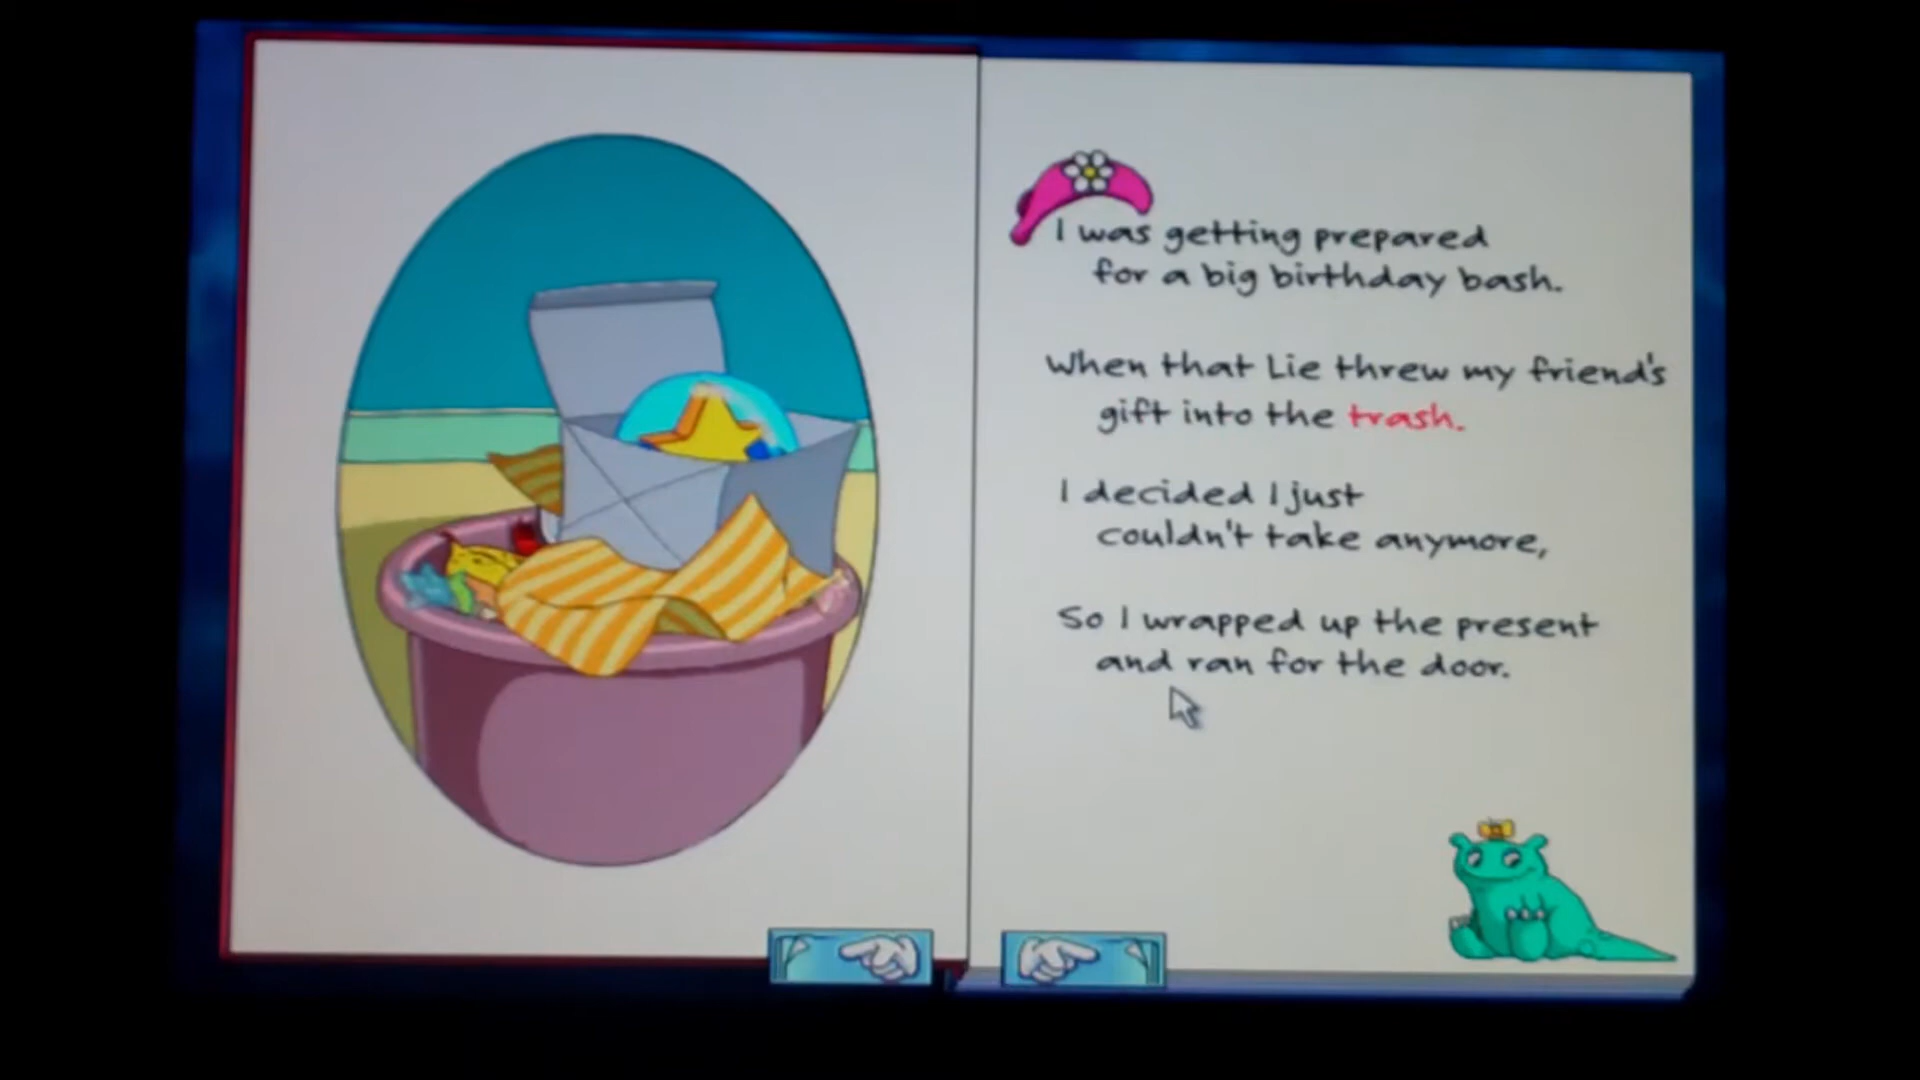 I was getting prepared
for a big birthday bash.
When that Lie threw my friend's
gift into the trash.
I decided I just
couldn't take anymore,
So I wrapped up the present
and ran for the door.